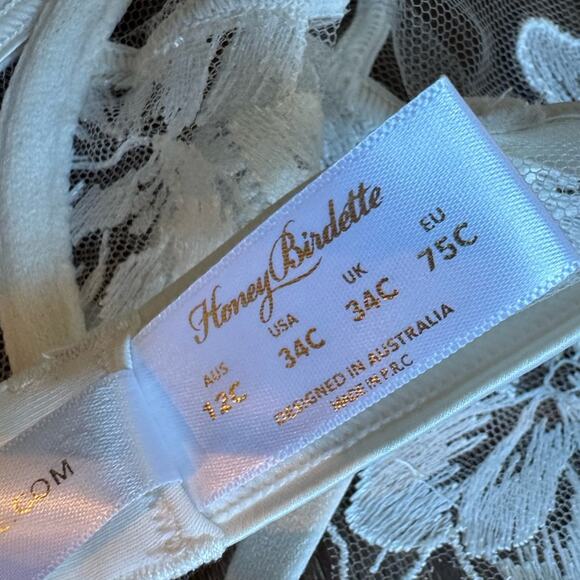 Honey Birdette
AUS USA UK EU
12C 34C 34C 75C
DESIGNED IN AUSTRALIA
MADE IN P.R.C
.COM